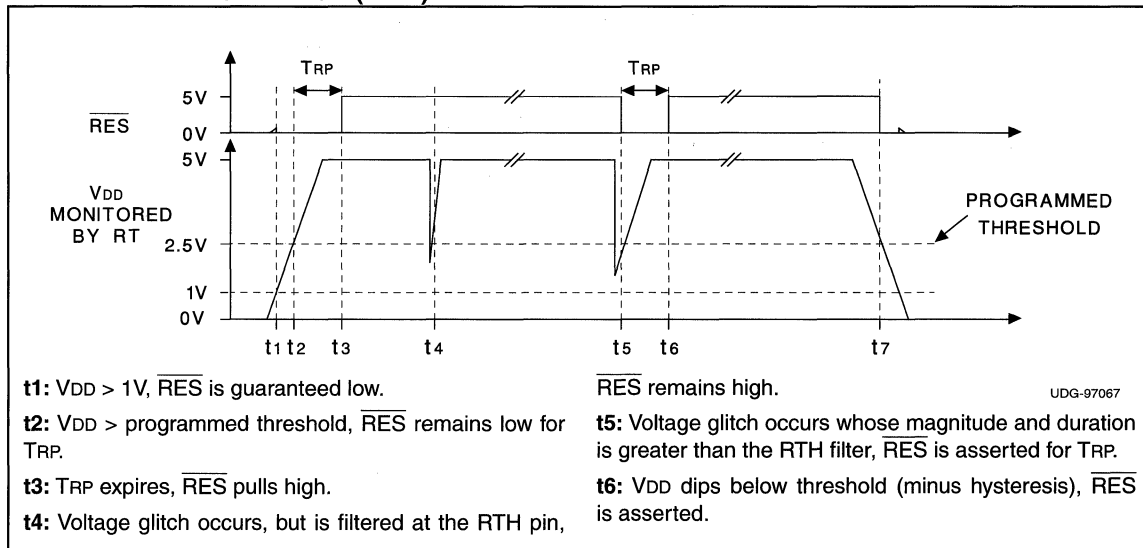 TRP
TRP
5V
RES
0V
5V
VDD
MONITORED
BY RT
2.5V
1V
0V
PROGRAMMED
THRESHOLD
t1 t2 t3 t4 t5 t6 t7
t1: VDD > 1V, RES is guaranteed low.
t2: VDD > programmed threshold, RES remains low for
TRP.
t3: TRP expires, RES pulls high.
t4: Voltage glitch occurs, but is filtered at the RTH pin,
RES remains high.
UDG-97067
t5: Voltage glitch occurs whose magnitude and duration
is greater than the RTH filter, RES is asserted for TRP.
t6: VDD dips below threshold (minus hysteresis), RES
is asserted.